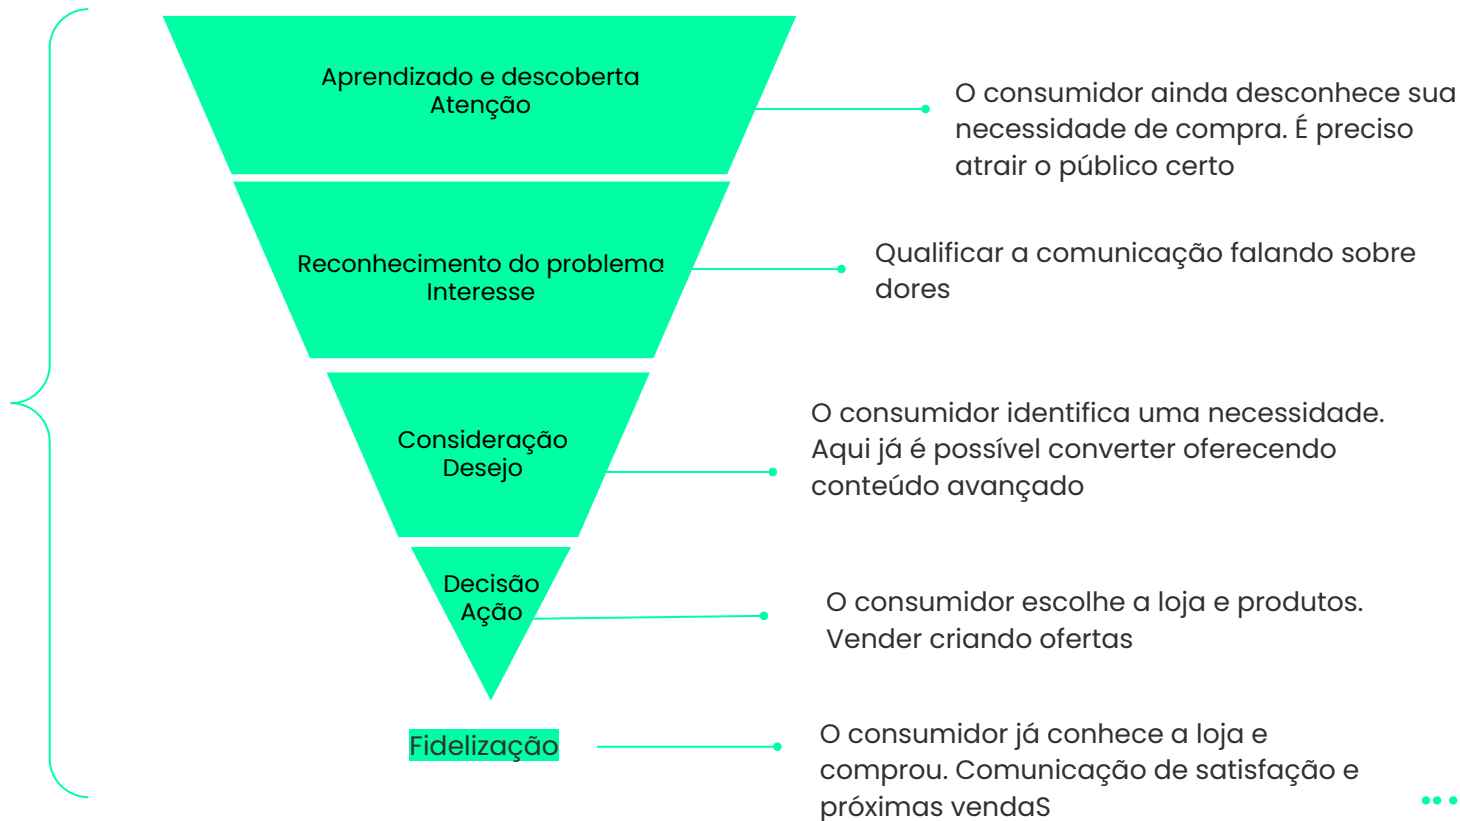 Aprendizado e descoberta
Atenção
O consumidor ainda desconhece sua
necessidade de compra. É preciso
atrair o público certo
Reconhecimento do problema
Interesse
Qualificar a comunicação falando sobre
dores
Consideração
Desejo
O consumidor identifica uma necessidade.
Aqui já é possível converter oferecendo
conteúdo avançado
Decisão
Ação
O consumidor escolhe a loja e produtos.
Vender criando ofertas
Fidelização
O consumidor já conhece a loja e
comprou. Comunicação de satisfação e
próximas vendaS